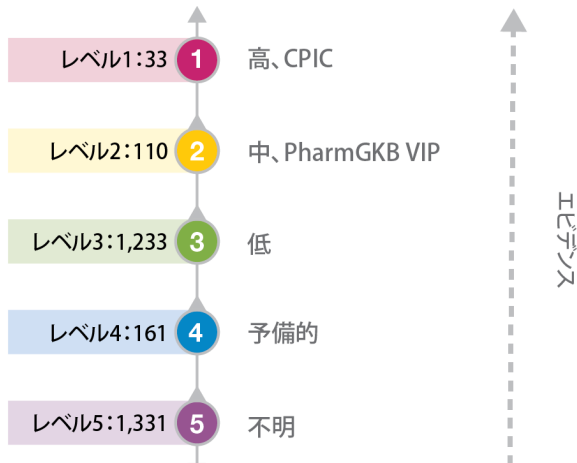 レベル1：33 1 高、CPIC
レベル2：110 2 中、PharmGKB VIP
レベル3：1,233 3 低
レベル4：161 4 予備的
レベル5：1,331 5 不明
エビデンス